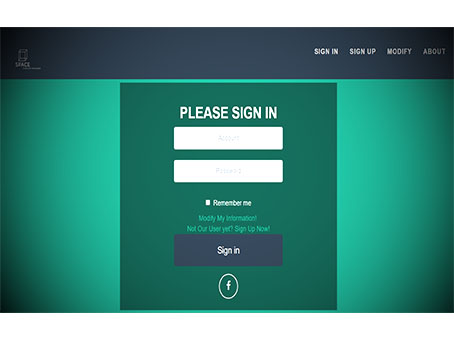 SPACE
SIGN IN SIGN UP MODIFY ABOUT
PLEASE SIGN IN
Account
Password
Remember me
Modify My Information!
Not Our User yet? Sign Up Now!
Sign in
f